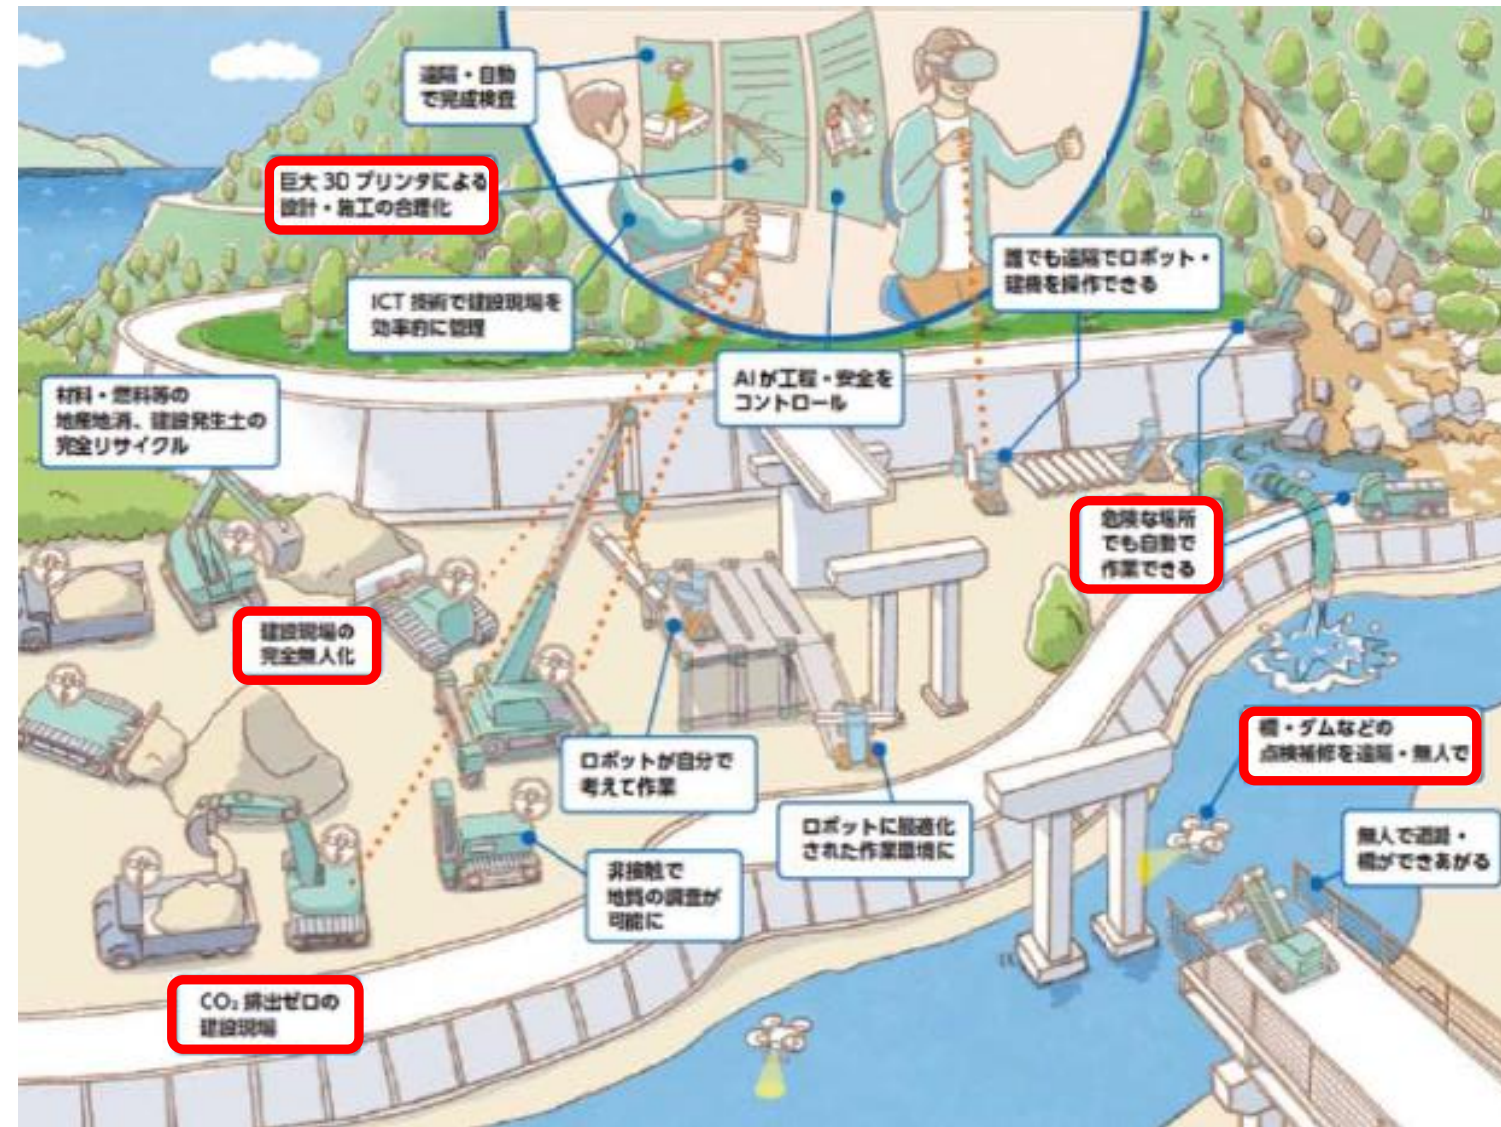 遠隔・自動
で完成検査
巨大 3D プリンタによる
設計・施工の合理化
ICT 技術で建設現場を
効率的に管理
誰でも遠隔でロボット・
建機を操作できる
AIが工程・安全を
コントロール
材料・燃料等の
地産地消、建設発生土の
完全リサイクル
危険な場所
でも自動で
作業できる
建設現場の
完全無人化
橋・ダムなどの
点検補修を遠隔・無人で
ロボットが自分で
考えて作業
ロボットに最適化
された作業環境に
無人で道路・
橋ができあがる
非接触で
地質の調査が
可能に
CO₂ 排出ゼロの
建設現場